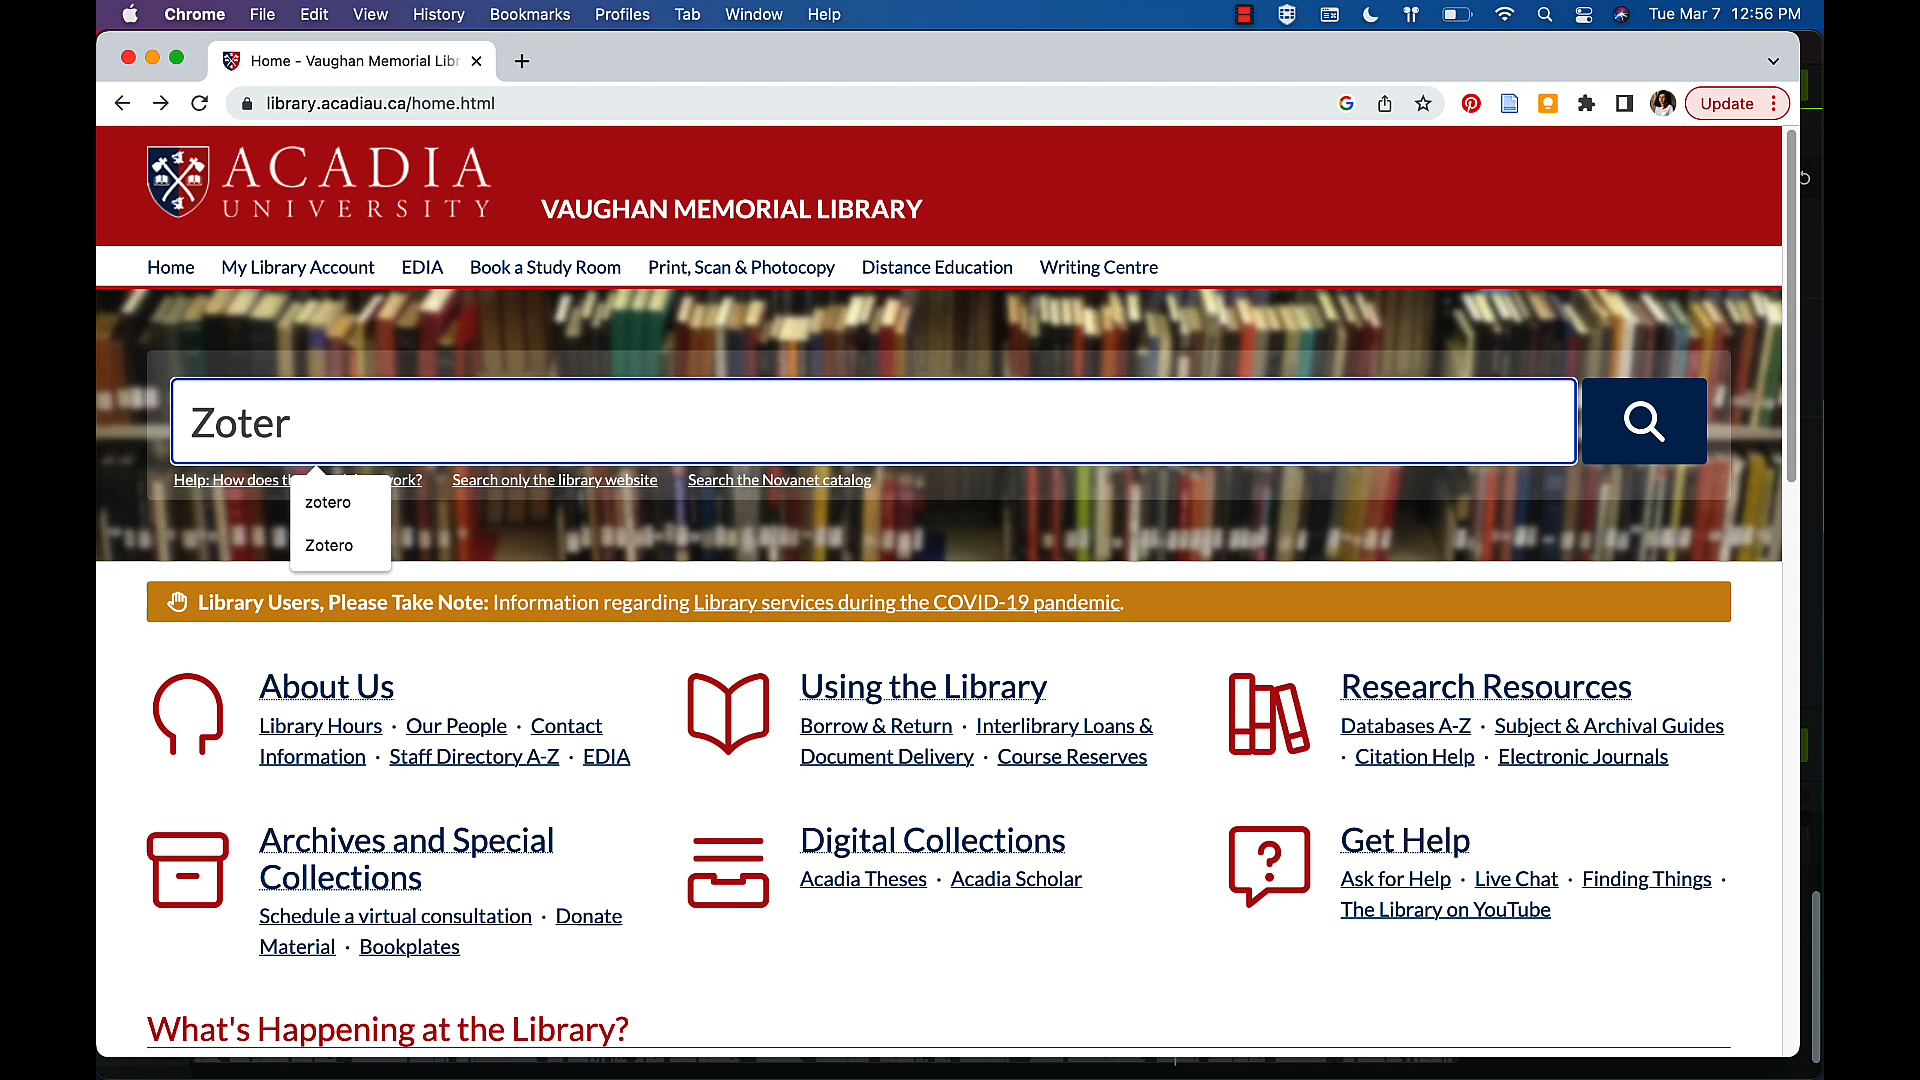 Chrome File Edit View History Bookmarks Profiles Tab Window Help Tue Mar 7 12:56 PM
Home - Vaughan Memorial Libr
library.acadiau.ca/home.html Update
ACADIA
UNIVERSITY
VAUGHAN MEMORIAL LIBRARY
Home My Library Account EDIA Book a Study Room Print, Scan & Photocopy Distance Education Writing Centre
Zoter
Help: How does th ork? Search only the library website Search the Novanet catalog
zotero
Zotero
Library Users, Please Take Note: Information regarding Library services during the COVID-19 pandemic.
About Us
Library Hours · Our People · Contact
Information · Staff Directory A-Z · EDIA
Using the Library
Borrow & Return · Interlibrary Loans &
Document Delivery · Course Reserves
Research Resources
Databases A-Z · Subject & Archival Guides
· Citation Help · Electronic Journals
Archives and Special
Collections
Schedule a virtual consultation · Donate
Material · Bookplates
Digital Collections
Acadia Theses · Acadia Scholar
Get Help
Ask for Help · Live Chat · Finding Things ·
The Library on YouTube
What's Happening at the Library?